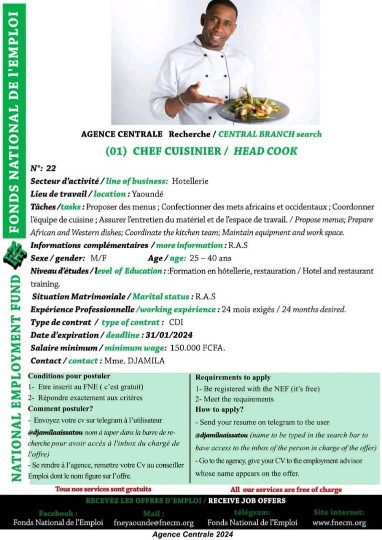 FONDS NATIONAL DE L'EMPLOI
NATIONAL EMPLOYMENT FUND
AGENCE CENTRALE Recherche / CENTRAL BRANCH search
(01) CHEF CUISINIER / HEAD COOK
N°: 22
Secteur d'activité / line of business: Hotellerie
Lieu de travail / location : Yaoundé
Tâches /tasks : Proposer des menus ; Confectionner des mets africains et occidentaux ; Coordonner
l'équipe de cuisine ; Assurer l'entretien du matériel et de l'espace de travail. / Propose menus; Prepare
African and Western dishes; Coordinate the kitchen team; Maintain equipment and work space.
Informations complémentaires / more information : R.A.S
Sexe / gender: M/F Age / age: 25 – 40 ans
Niveau d'études / level of Education : :Formation en hôtellerie, restauration / Hotel and restaurant
training.
Situation Matrimoniale / Marital status : R.A.S
Expérience Professionnelle /working experience : 24 mois exigés / 24 months desired.
Type de contrat / type of contrat : CDI
Date d'expiration / deadline : 31/01/2024
Salaire minimum / minimum wage: 150.000 FCFA.
Contact / contact : Mme. DJAMILA
Conditions pour postuler
1- Etre inscrit au FNE ( c'est gratuit)
2- Répondre exactement aux critères
Comment postuler?
- Envoyez votre cv sur telegram à l'utilisateur
@djamilaaissatou nom à taper dans la barre de re-
cherche pour avoir accès à l'inbox du chargé de
l'offre)
- Se rendre à l'agence, remettre votre Cv au conseiller
Emploi dont le nom figure sur l'offre.
Requirements to apply
1- Be registered with the NEF (it's free)
2- Meet the requirements
How to apply?
- Send your resume on telegram to the user
@djamilaaissatou (name to be typed in the search bar to
have access to the inbox of the person in charge of the offer)
- Go to the agency, give your CV to the employment advisor
whose name appears on the offer.
Tous nos services sont gratuits All our services are free of charge
RECEVEZ LES OFFRES D'EMPLOI / RECEIVE JOB OFFERS
Facebook : Mail : télégram: Site internet:
Fonds National de l'Emploi fneyaounde@fnecm.org Fonds National de l'Emploi www.fnecm.org
Agence Centrale 2024